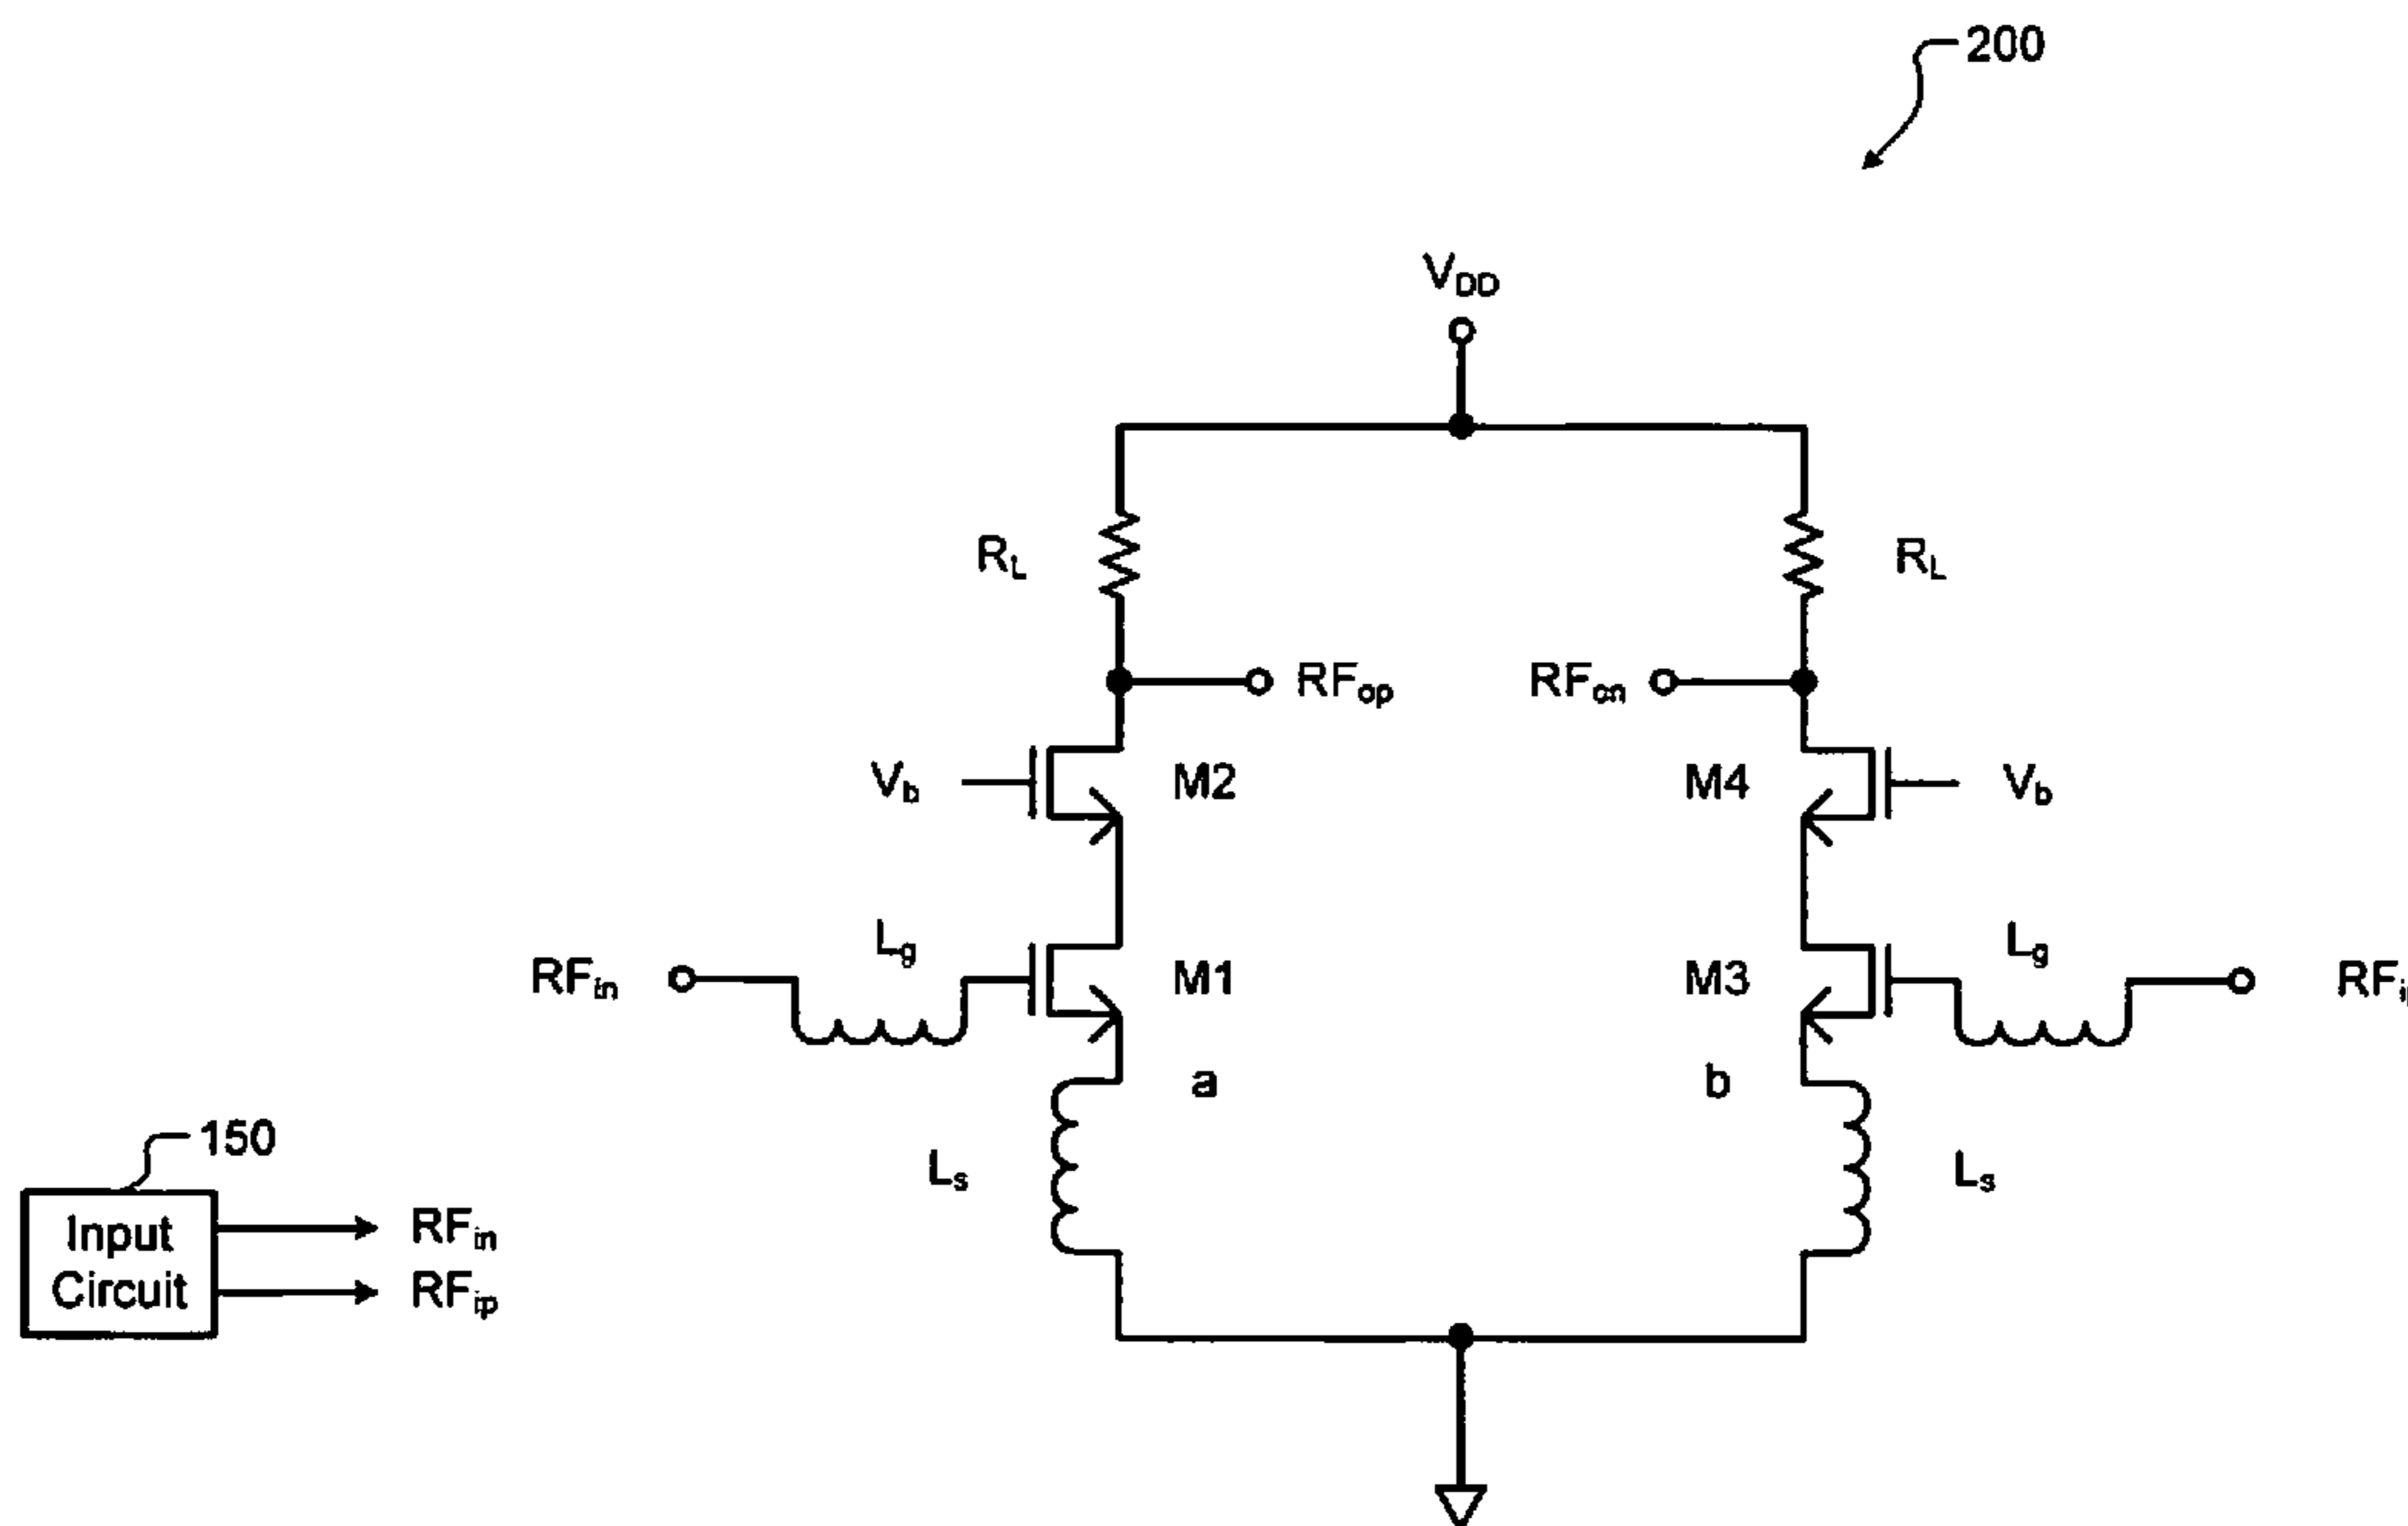 200
VDD
RL
RL
RFop
RFon
Vb
M2
M4
Vb
Lg
Lg
RFin
M1
M3
RFi
a
b
150
Ls
Ls
Input
Circuit
RFin
RFip